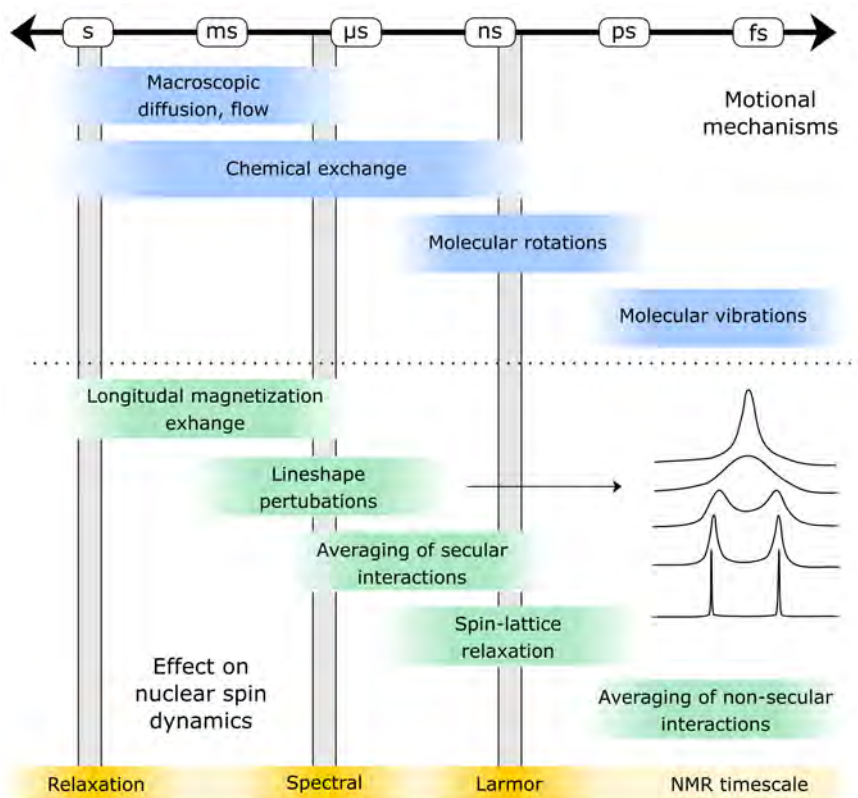 s ms µs ns ps fs
Macroscopic
diffusion, flow
Motional
mechanisms
Chemical exchange
Molecular rotations
Molecular vibrations
Longitudal magnetization
exhange
Lineshape
pertubations
Averaging of secular
interactions
Spin-lattice
relaxation
Effect on
nuclear spin
dynamics
Averaging of non-secular
interactions
Relaxation Spectral Larmor NMR timescale